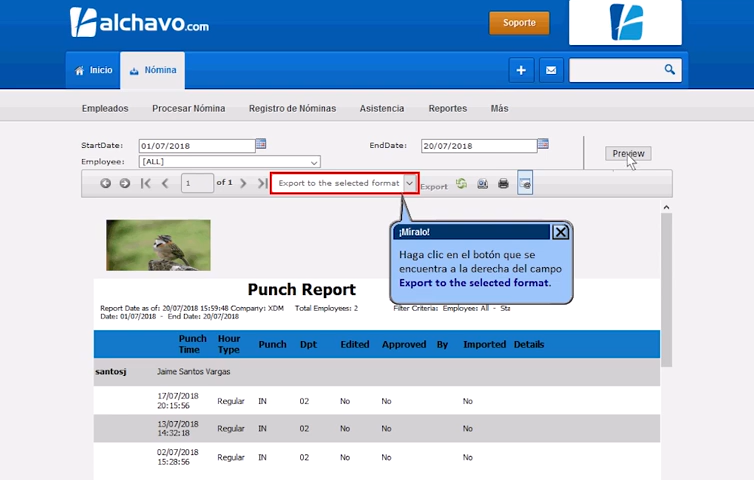 alchavo.com
Soporte
Inicio
Nómina
Empleados Procesar Nómina Registro de Nóminas Asistencia Reportes Más
StartDate: 01/07/2018 EndDate: 20/07/2018
Preview
Employee: [ALL]
1 of 1 Export to the selected format Export
¡Míralo!
Haga clic en el botón que se
encuentra a la derecha del campo
Export to the selected format.
Punch Report
Report Date as of: 20/07/2018 15:59:48 Company: XDM Total Employees: 2 Filter Criteria: Employee: All - Sta
Date: 01/07/2018 - End Date: 20/07/2018
Punch Time Hour Type Punch Dpt Edited Approved By Imported Details
santosj Jaime Santos Vargas
17/07/2018
20:15:56 Regular IN 02 No No No
13/07/2018
14:32:18 Regular IN 02 No No No
02/07/2018
15:28:56 Regular IN 02 No No No